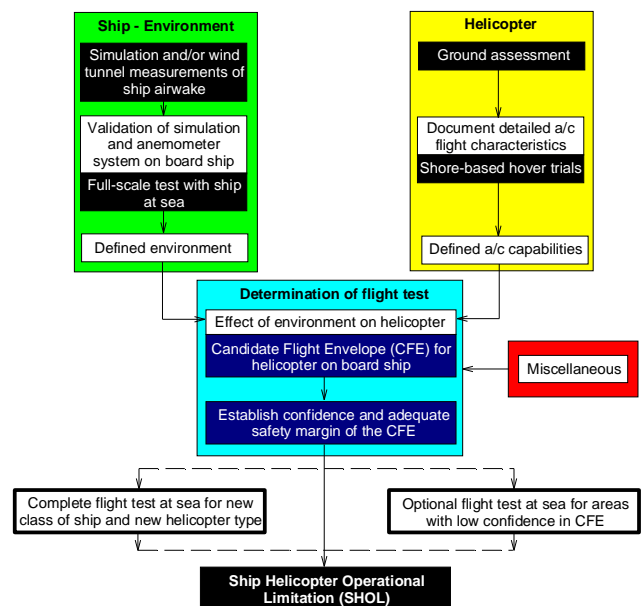 Ship - Environment
Simulation and/or wind
tunnel measurements of
ship airwake
Validation of simulation
and anemometer
system on board ship
Full-scale test with ship
at sea
Defined environment
Helicopter
Ground assessment
Document detailed a/c
flight characteristics
Shore-based hover trials
Defined a/c capabilities
Determination of flight test
Effect of environment on helicopter
Candidate Flight Envelope (CFE) for
helicopter on board ship
Establish confidence and adequate
safety margin of the CFE
Miscellaneous
Complete flight test at sea for new
class of ship and new helicopter type
Optional flight test at sea for areas
with low confidence in CFE
Ship Helicopter Operational
Limitation (SHOL)